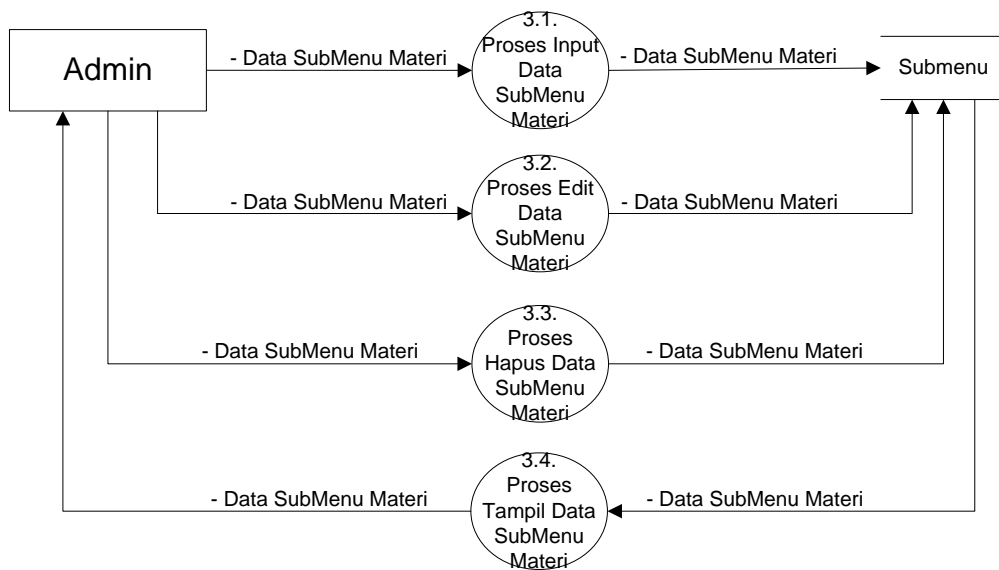 Admin
- Data SubMenu Materi
3.1.
Proses Input
Data
SubMenu
Materi
- Data SubMenu Materi
Submenu
- Data SubMenu Materi
3.2.
Proses Edit
Data
SubMenu
Materi
- Data SubMenu Materi
- Data SubMenu Materi
3.3.
Proses
Hapus Data
SubMenu
Materi
- Data SubMenu Materi
- Data SubMenu Materi
3.4.
Proses
Tampil Data
SubMenu
Materi
- Data SubMenu Materi